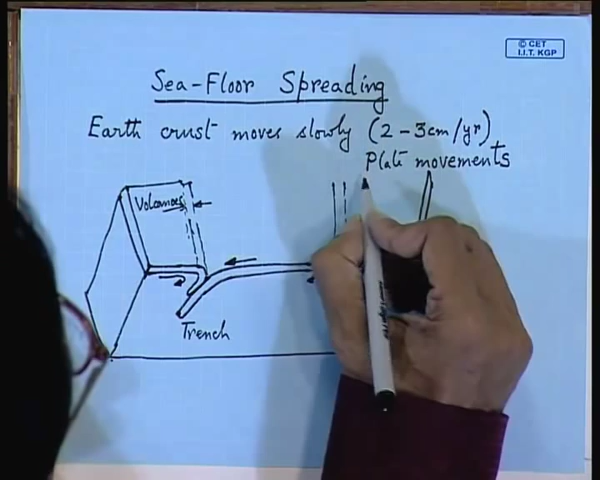 © CET
I.I.T. KGP
Sea-Floor Spreading
Earth crust moves slowly (2-3cm/yr)
Plate movements
Volcanoes
Trench